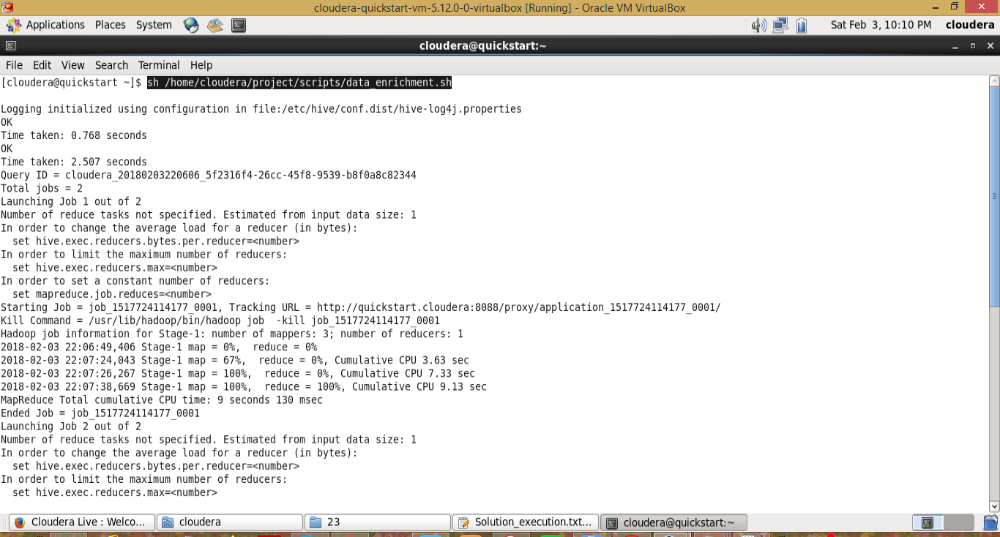 cloudera-quickstart-vm-5.12.0-0-virtualbox [Running] - Oracle VM VirtualBox
Applications Places System Sat Feb 3, 10:10 PM cloudera
cloudera@quickstart:~
File Edit View Search Terminal Help
[cloudera@quickstart ~]$ sh /home/cloudera/project/scripts/data_enrichment.sh
Logging initialized using configuration in file:/etc/hive/conf.dist/hive-log4j.properties
OK
Time taken: 0.768 seconds
OK
Time taken: 2.507 seconds
Query ID = cloudera_20180203220606_5f2316f4-26cc-45f8-9539-b8f0a8c82344
Total jobs = 2
Launching Job 1 out of 2
Number of reduce tasks not specified. Estimated from input data size: 1
In order to change the average load for a reducer (in bytes):
  set hive.exec.reducers.bytes.per.reducer=<number>
In order to limit the maximum number of reducers:
  set hive.exec.reducers.max=<number>
In order to set a constant number of reducers:
  set mapreduce.job.reduces=<number>
Starting Job = job_1517724114177_0001, Tracking URL = http://quickstart.cloudera:8088/proxy/application_1517724114177_0001/
Kill Command = /usr/lib/hadoop/bin/hadoop job  -kill job_1517724114177_0001
Hadoop job information for Stage-1: number of mappers: 3; number of reducers: 1
2018-02-03 22:06:49,406 Stage-1 map = 0%,  reduce = 0%
2018-02-03 22:07:24,043 Stage-1 map = 67%,  reduce = 0%, Cumulative CPU 3.63 sec
2018-02-03 22:07:26,267 Stage-1 map = 100%,  reduce = 0%, Cumulative CPU 7.33 sec
2018-02-03 22:07:38,669 Stage-1 map = 100%,  reduce = 100%, Cumulative CPU 9.13 sec
MapReduce Total cumulative CPU time: 9 seconds 130 msec
Ended Job = job_1517724114177_0001
Launching Job 2 out of 2
Number of reduce tasks not specified. Estimated from input data size: 1
In order to change the average load for a reducer (in bytes):
  set hive.exec.reducers.bytes.per.reducer=<number>
In order to limit the maximum number of reducers:
  set hive.exec.reducers.max=<number>
Cloudera Live : Welco... cloudera 23 Solution_execution.txt... cloudera@quickstart:~